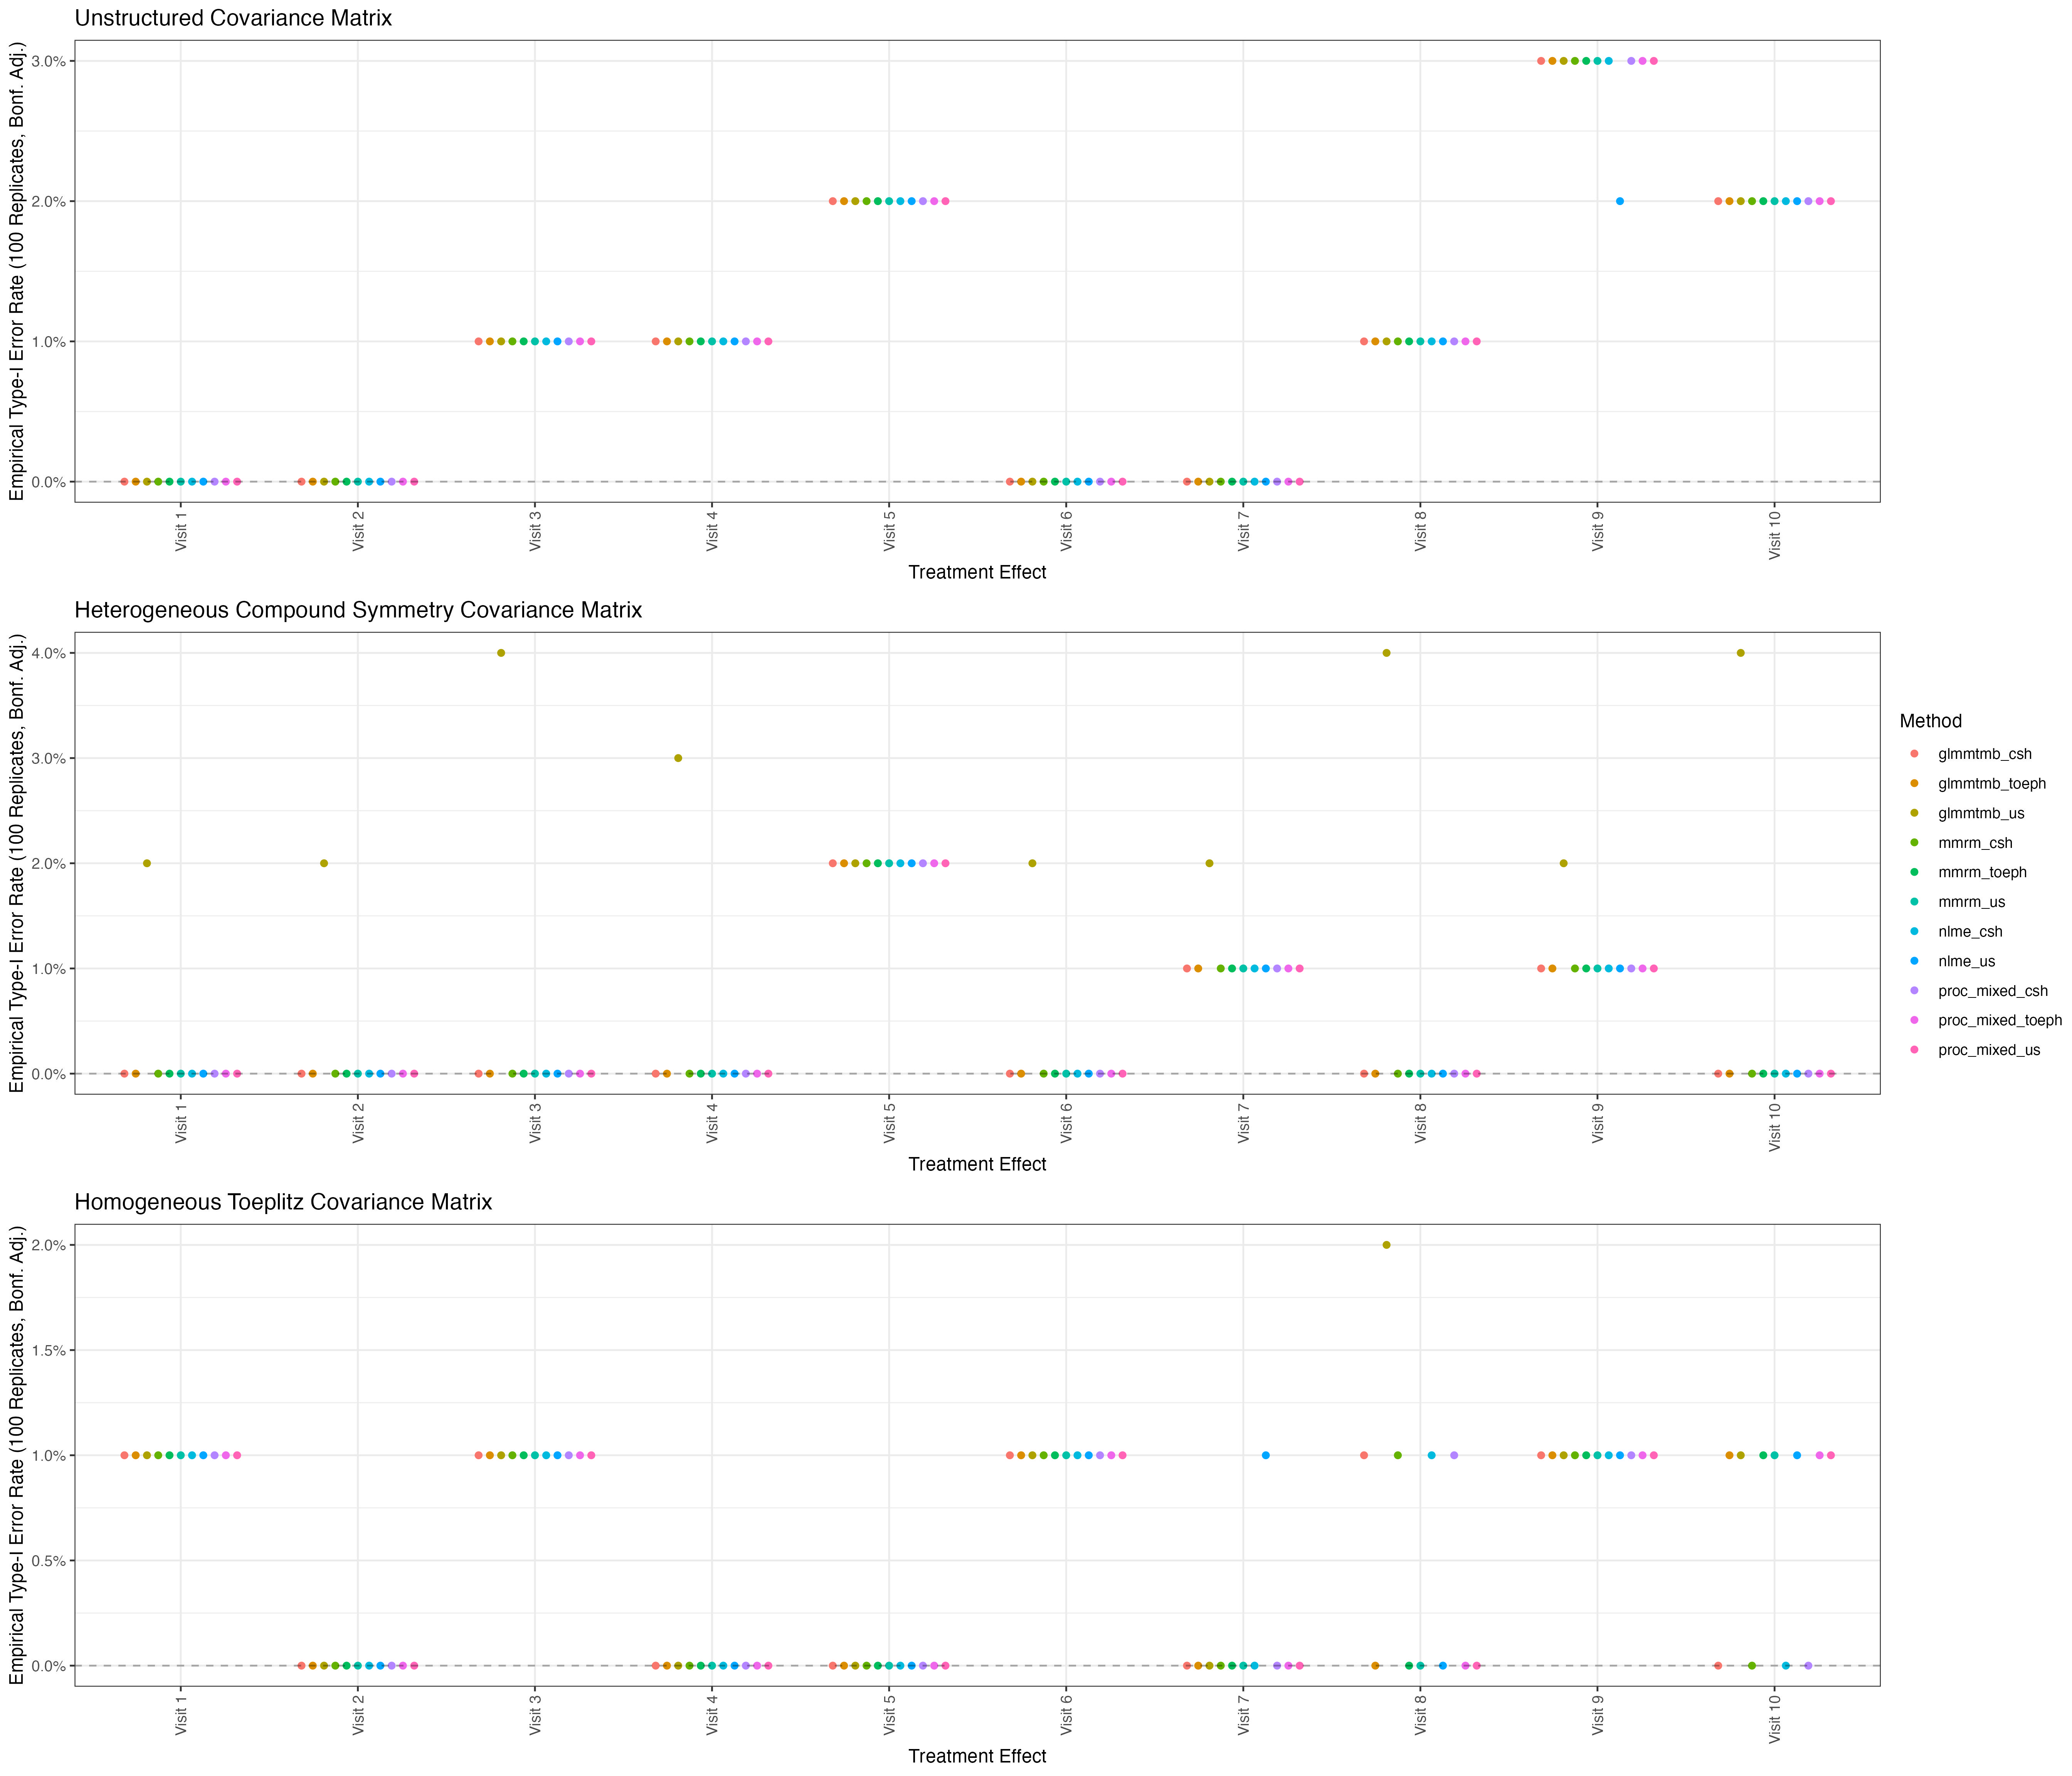 Unstructured Covariance Matrix
Empirical Type-I Error Rate (100 Replicates, Bonf. Adj.)
3.0%
2.0%
1.0%
0.0%
Visit 1
Visit 2
Visit 3
Visit 4
Visit 5
Visit 6
Visit 7
Visit 8
Visit 9
Visit 10
Treatment Effect
Heterogeneous Compound Symmetry Covariance Matrix
Empirical Type-I Error Rate (100 Replicates, Bonf. Adj.)
4.0%
3.0%
2.0%
1.0%
0.0%
Visit 1
Visit 2
Visit 3
Visit 4
Visit 5
Visit 6
Visit 7
Visit 8
Visit 9
Visit 10
Treatment Effect
Method
glmmtmb_csh
glmmtmb_toeph
glmmtmb_us
mmrm_csh
mmrm_toeph
mmrm_us
nlme_csh
nlme_us
proc_mixed_csh
proc_mixed_toeph
proc_mixed_us
Homogeneous Toeplitz Covariance Matrix
Empirical Type-I Error Rate (100 Replicates, Bonf. Adj.)
2.0%
1.5%
1.0%
0.5%
0.0%
Visit 1
Visit 2
Visit 3
Visit 4
Visit 5
Visit 6
Visit 7
Visit 8
Visit 9
Visit 10
Treatment Effect